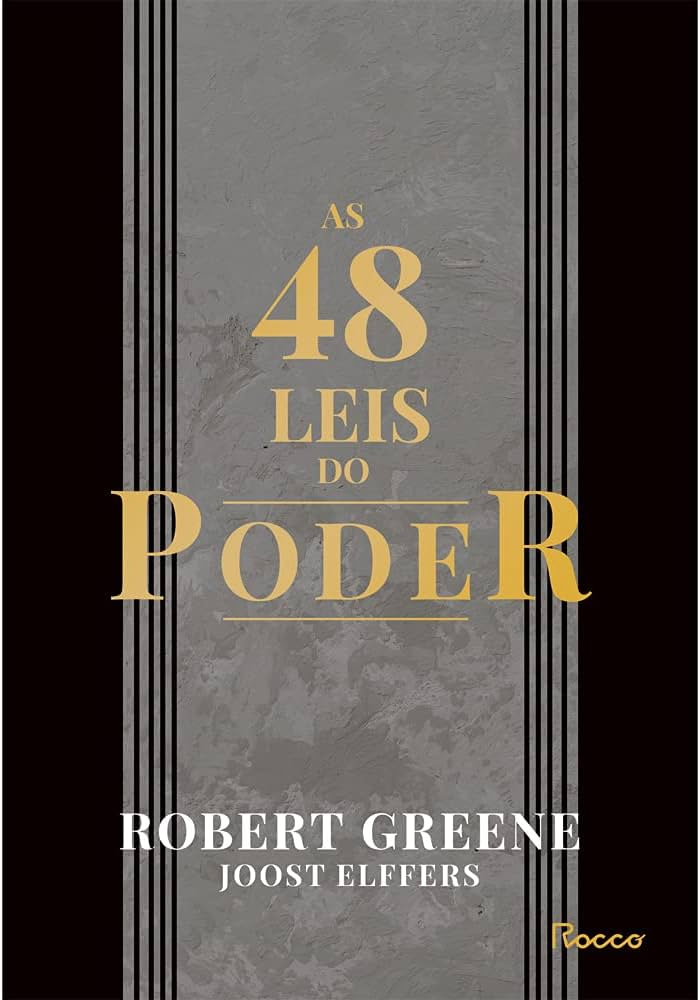 AS
48
LEIS
DO
PODER
ROBERT GREENE
JOOST ELFFERS
Rocco